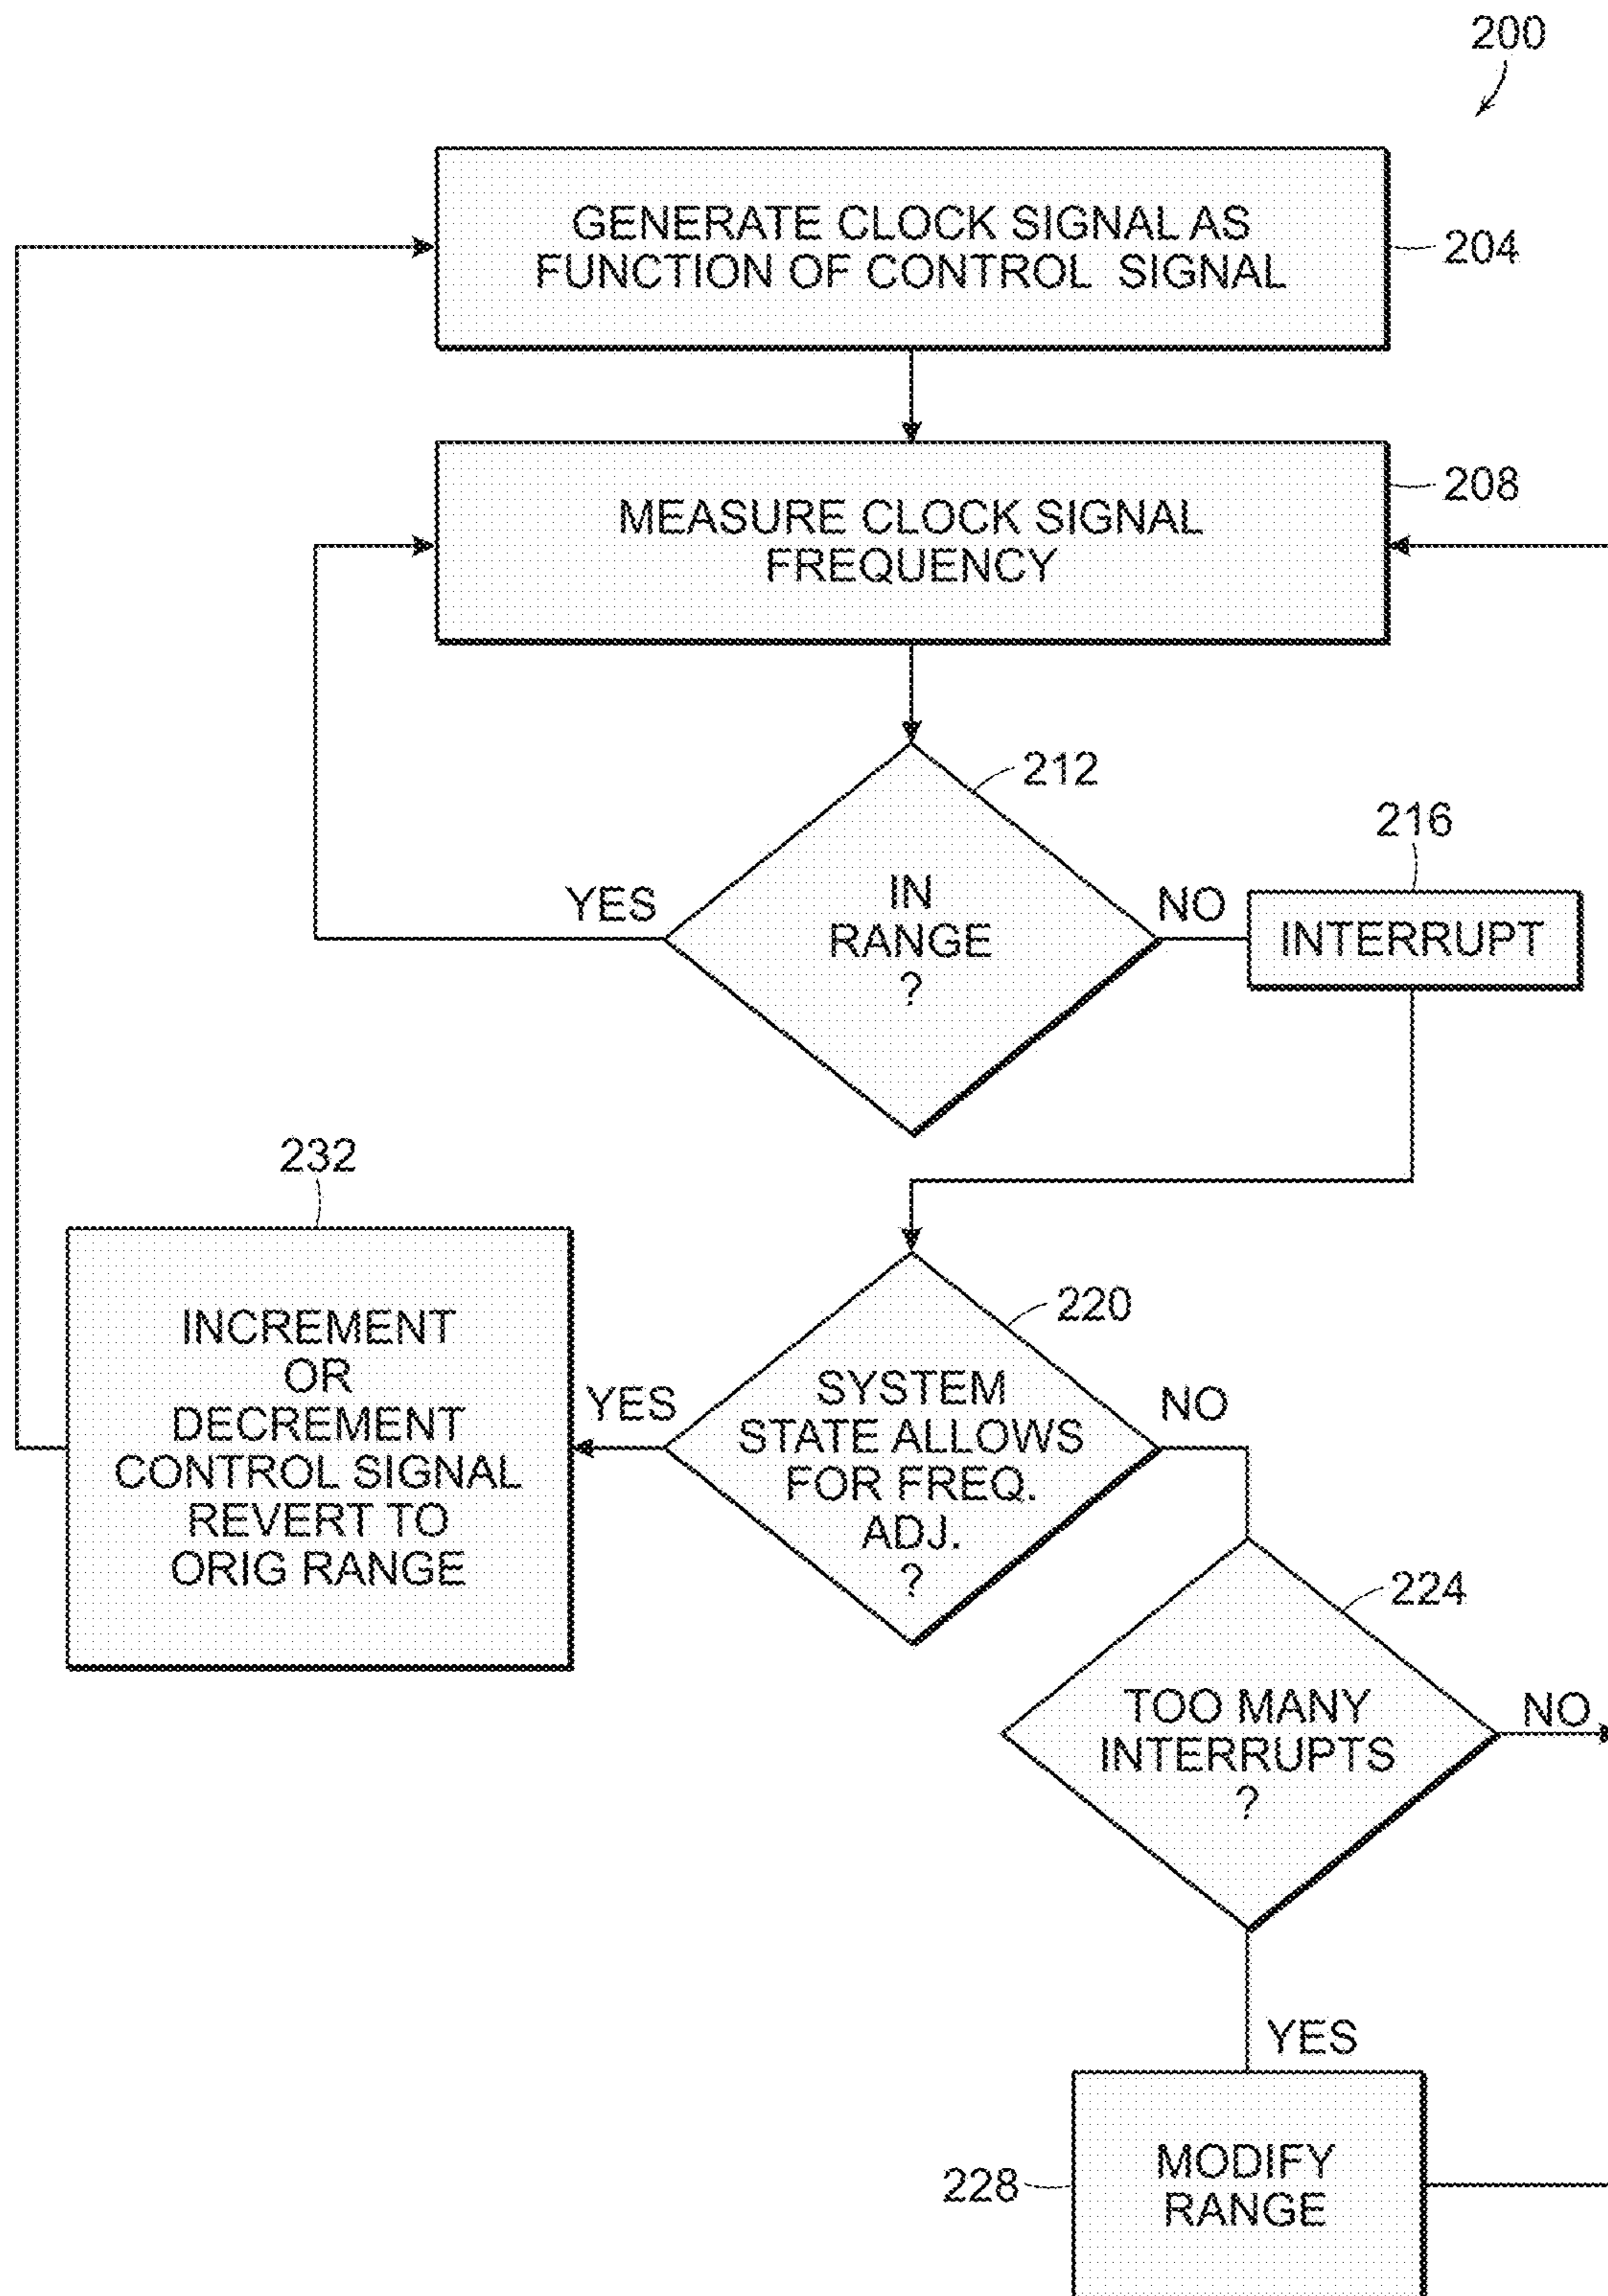 200
GENERATE CLOCK SIGNAL AS
FUNCTION OF CONTROL SIGNAL
204
MEASURE CLOCK SIGNAL
FREQUENCY
208
212
IN
RANGE
?
YES
NO
216
INTERRUPT
232
INCREMENT
OR
DECREMENT
CONTROL SIGNAL
REVERT TO
ORIG RANGE
220
SYSTEM
STATE ALLOWS
FOR FREQ.
ADJ.
?
YES
NO
224
TOO MANY
INTERRUPTS
?
NO
YES
228
MODIFY
RANGE